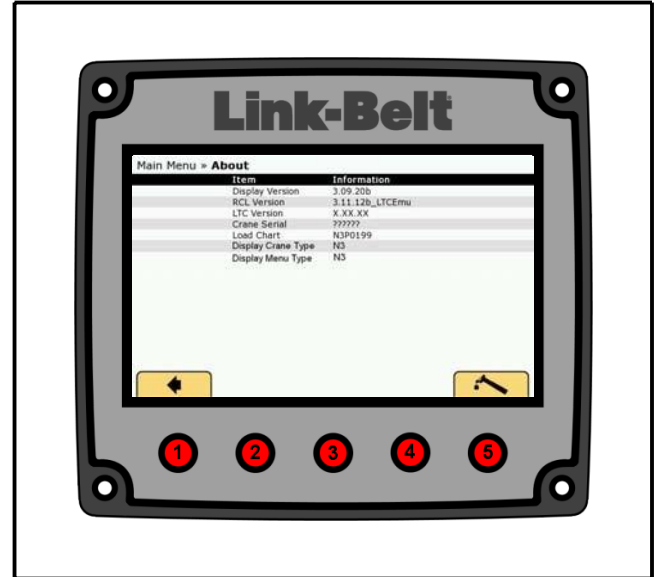 Link-Belt
Main Menu » About
Item Information
Display Version 3.09.20b
RCL Version 3.11.12b_LTCEmu
LTC Version X.XX.XX
Crane Serial ??????
Load Chart N3P0199
Display Crane Type N3
Display Menu Type N3
1 2 3 4 5